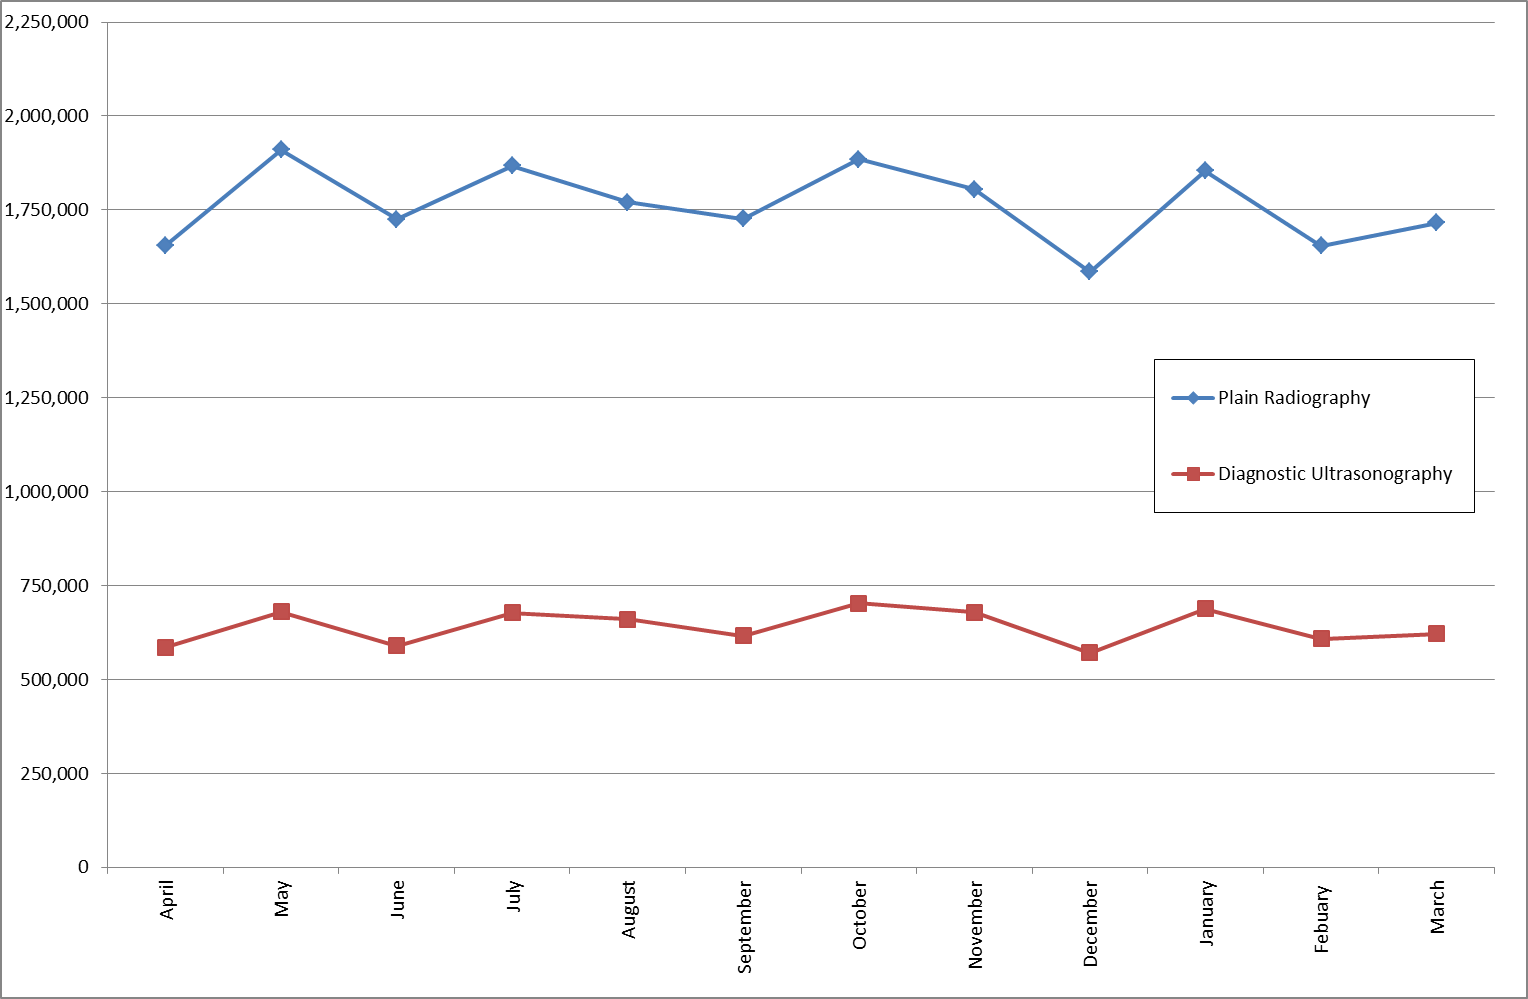 2,250,000
2,000,000
1,750,000
1,500,000
1,250,000
1,000,000
750,000
500,000
250,000
0
Plain Radiography
Diagnostic Ultrasonography
April
May
June
July
August
September
October
November
December
January
Febuary
March